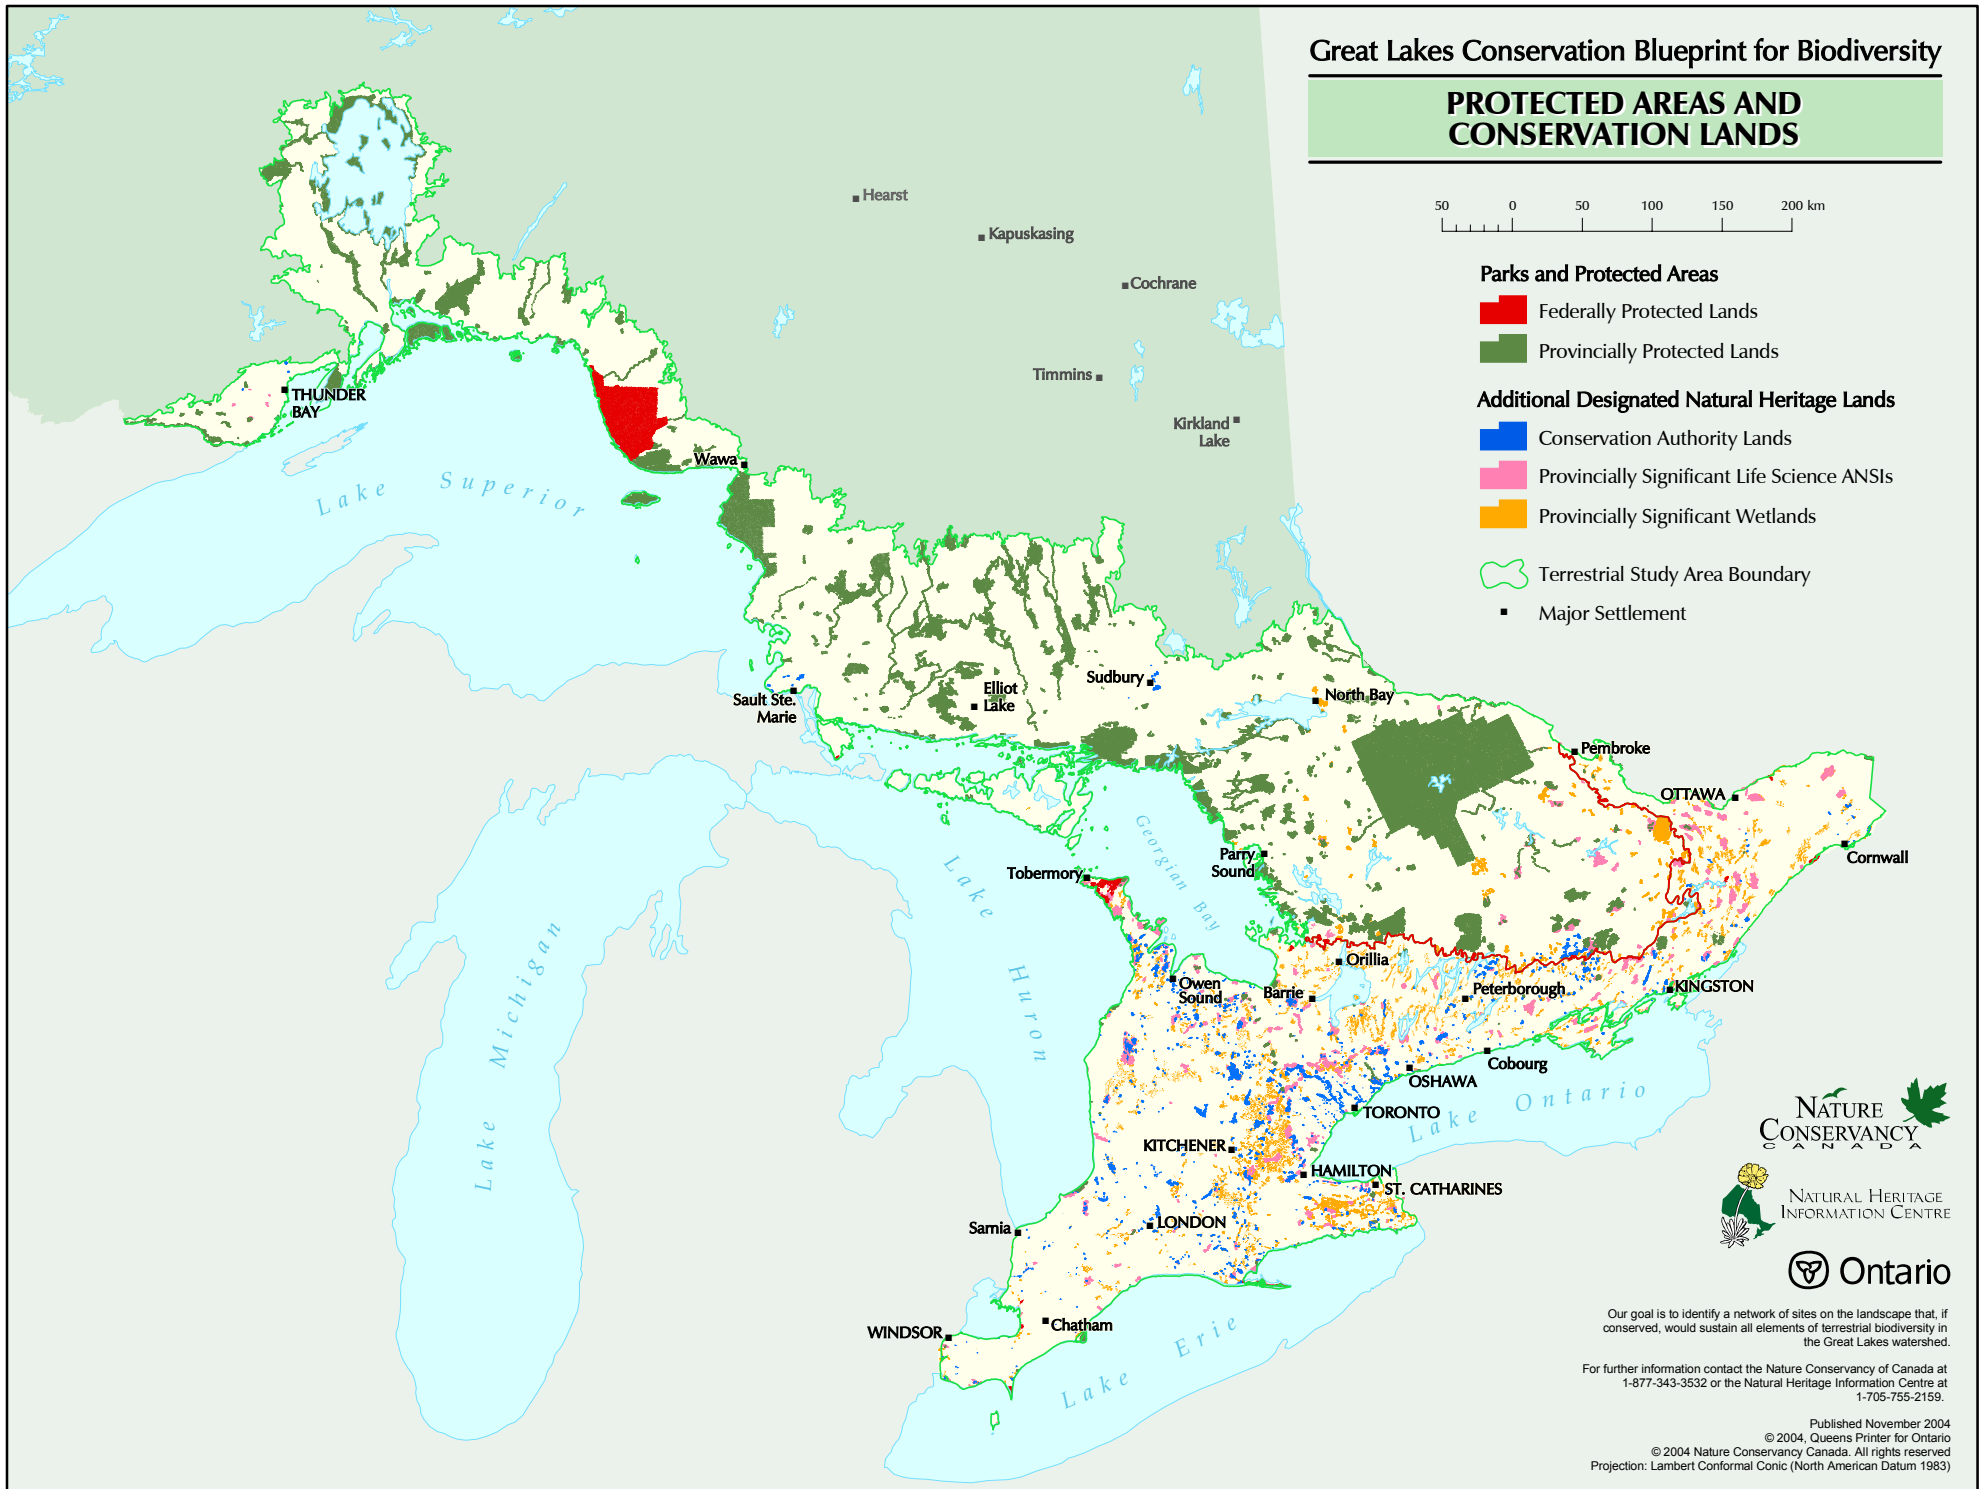 Great Lakes Conservation Blueprint for Biodiversity
PROTECTED AREAS AND
CONSERVATION LANDS
50 0 50 100 150 200 km
Parks and Protected Areas
Federally Protected Lands
Provincially Protected Lands
Additional Designated Natural Heritage Lands
Conservation Authority Lands
Provincially Significant Life Science ANSIs
Provincially Significant Wetlands
Terrestrial Study Area Boundary
Major Settlement
Hearst
Kapuskasing
Cochrane
Timmins
Kirkland
Lake
THUNDER
BAY
Wawa
Lake Superior
Sault Ste.
Marie
Elliot
Lake
Sudbury
North Bay
Pembroke
OTTAWA
Cornwall
Parry
Sound
Georgian Bay
Tobermory
Lake Huron
Lake Michigan
Owen
Sound
Barrie
Orillia
Peterborough
KINGSTON
Cobourg
OSHAWA
TORONTO
Lake Ontario
KITCHENER
HAMILTON
ST. CATHARINES
LONDON
Sarnia
Chatham
WINDSOR
Lake Erie
NATURE
CONSERVANCY
CANADA
NATURAL HERITAGE
INFORMATION CENTRE
Ontario
Our goal is to identify a network of sites on the landscape that, if
conserved, would sustain all elements of terrestrial biodiversity in
the Great Lakes watershed.
For further information contact the Nature Conservancy of Canada at
1-877-343-3532 or the Natural Heritage Information Centre at
1-705-755-2159.
Published November 2004
© 2004, Queens Printer for Ontario
© 2004 Nature Conservancy Canada. All rights reserved
Projection: Lambert Conformal Conic (North American Datum 1983)